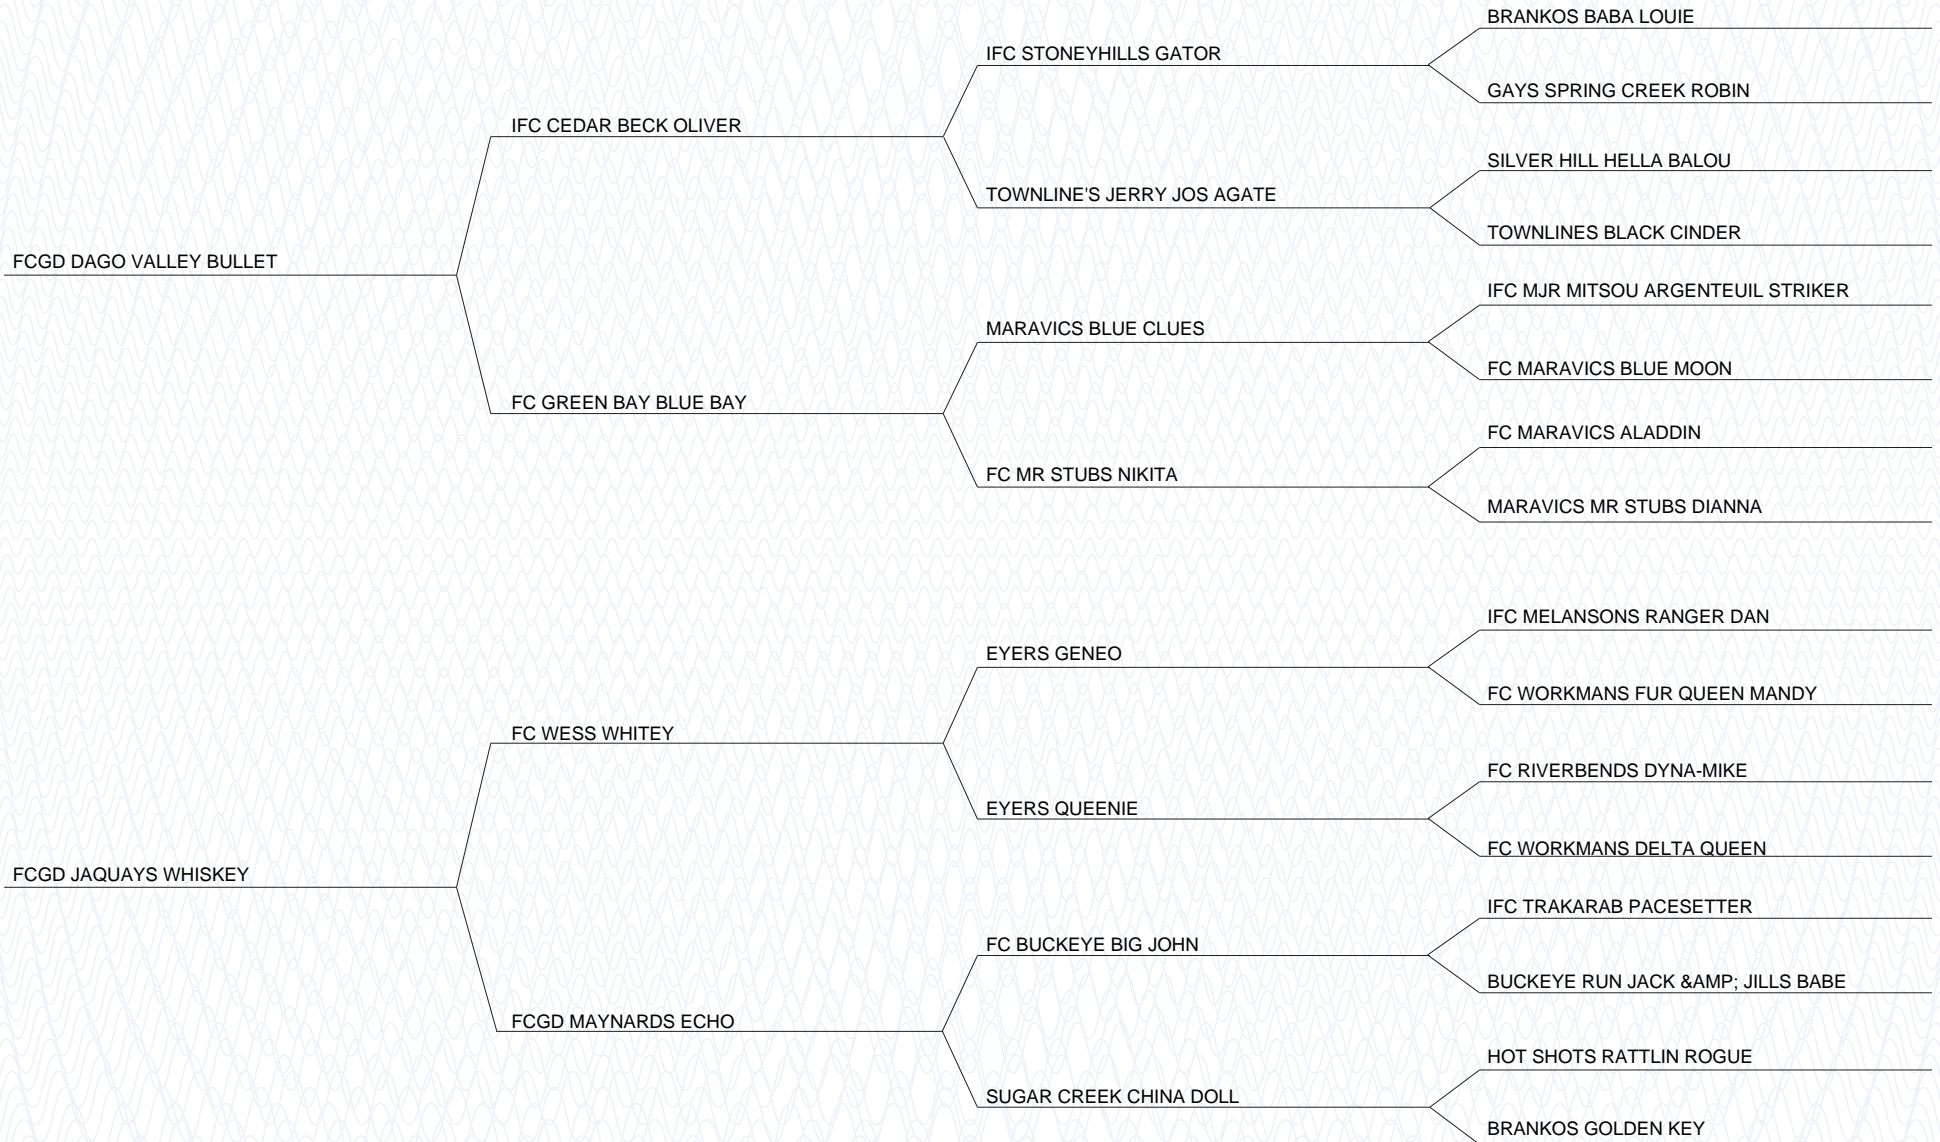 BRANKOS BABA LOUIE
IFC STONEYHILLS GATOR
GAYS SPRING CREEK ROBIN
IFC CEDAR BECK OLIVER
SILVER HILL HELLA BALOU
TOWNLINE'S JERRY JOS AGATE
TOWNLINES BLACK CINDER
FCGD DAGO VALLEY BULLET
IFC MJR MITSOU ARGENTEUIL STRIKER
MARAVICS BLUE CLUES
FC MARAVICS BLUE MOON
FC GREEN BAY BLUE BAY
FC MARAVICS ALADDIN
FC MR STUBS NIKITA
MARAVICS MR STUBS DIANNA
IFC MELANSONS RANGER DAN
EYERS GENEO
FC WORKMANS FUR QUEEN MANDY
FC WESS WHITEY
FC RIVERBENDS DYNA-MIKE
EYERS QUEENIE
FC WORKMANS DELTA QUEEN
FCGD JAQUAYS WHISKEY
IFC TRAKARAB PACESETTER
FC BUCKEYE BIG JOHN
BUCKEYE RUN JACK &AMP; JILLS BABE
FCGD MAYNARDS ECHO
HOT SHOTS RATTLIN ROGUE
SUGAR CREEK CHINA DOLL
BRANKOS GOLDEN KEY